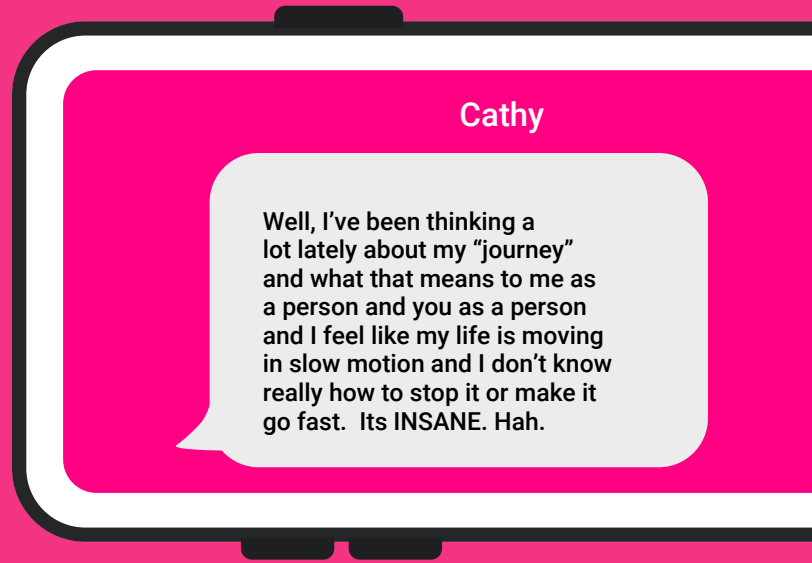 Cathy
Well, I’ve been thinking a
lot lately about my “journey”
and what that means to me as
a person and you as a person
and I feel like my life is moving
in slow motion and I don’t know
really how to stop it or make it
go fast.  Its INSANE. Hah.